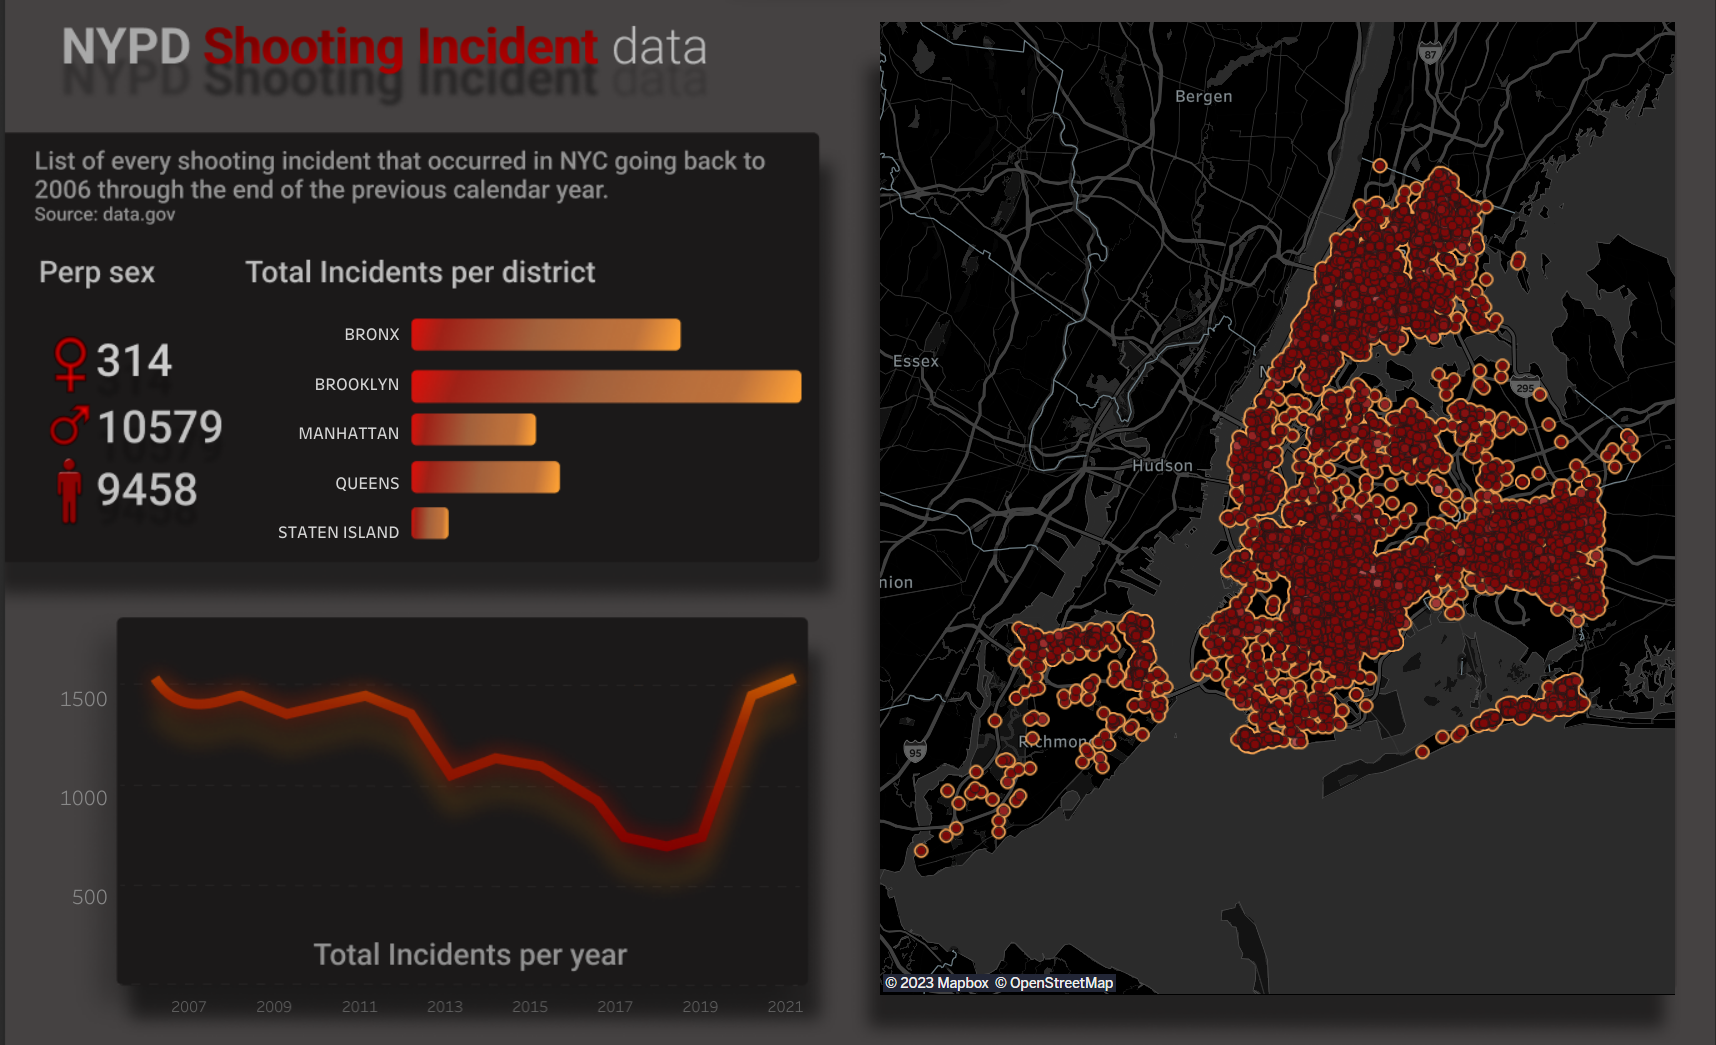 NYPD Shooting Incident data
List of every shooting incident that occurred in NYC going back to
2006 through the end of the previous calendar year.
Source: data.gov
Perp sex
314
10579
9458
Total Incidents per district
BRONX
BROOKLYN
MANHATTAN
QUEENS
STATEN ISLAND
1500
1000
500
Total Incidents per year
2007 2009 2011 2013 2015 2017 2019 2021
87
Bergen
Essex
N
295
Hudson
nion
Richmon
95
© 2023 Mapbox © OpenStreetMap